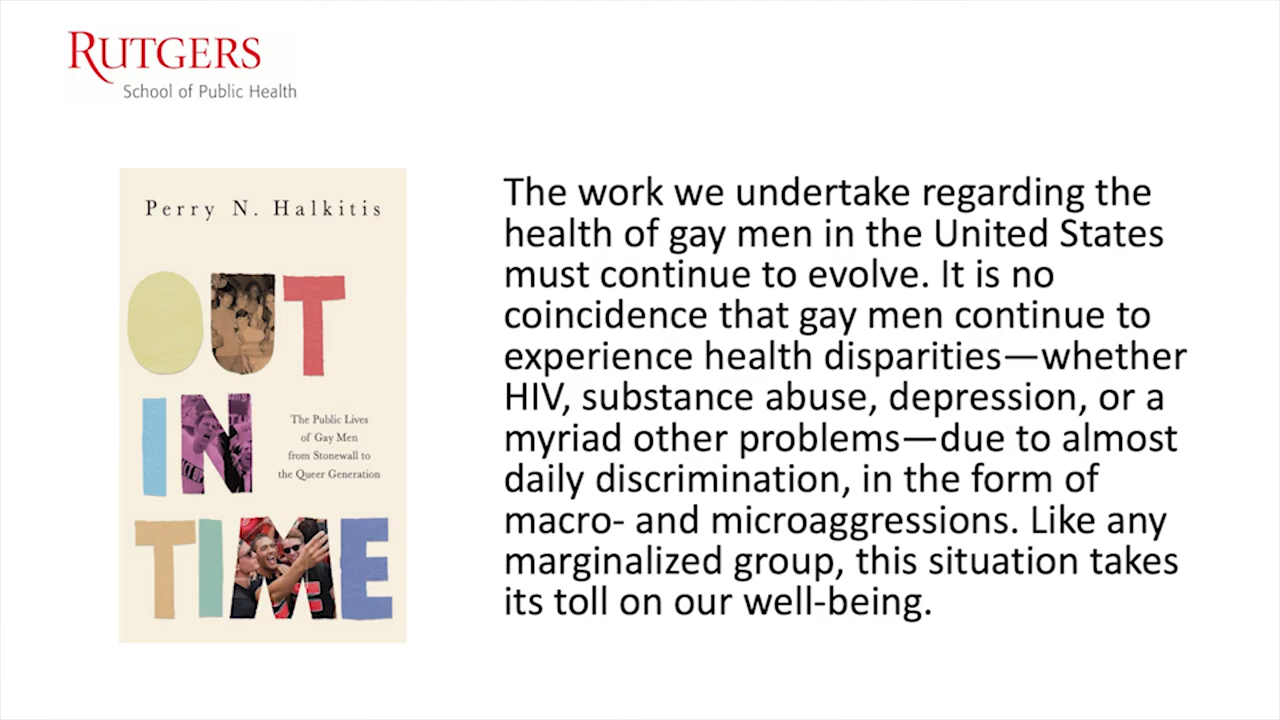 RUTGERS
School of Public Health
Perry N. Halkitis
OUT
IN
The Public Lives
of Gay Men
from Stonewall to
the Queer Generation
TIME
The work we undertake regarding the
health of gay men in the United States
must continue to evolve. It is no
coincidence that gay men continue to
experience health disparities—whether
HIV, substance abuse, depression, or a
myriad other problems—due to almost
daily discrimination, in the form of
macro- and microaggressions. Like any
marginalized group, this situation takes
its toll on our well-being.